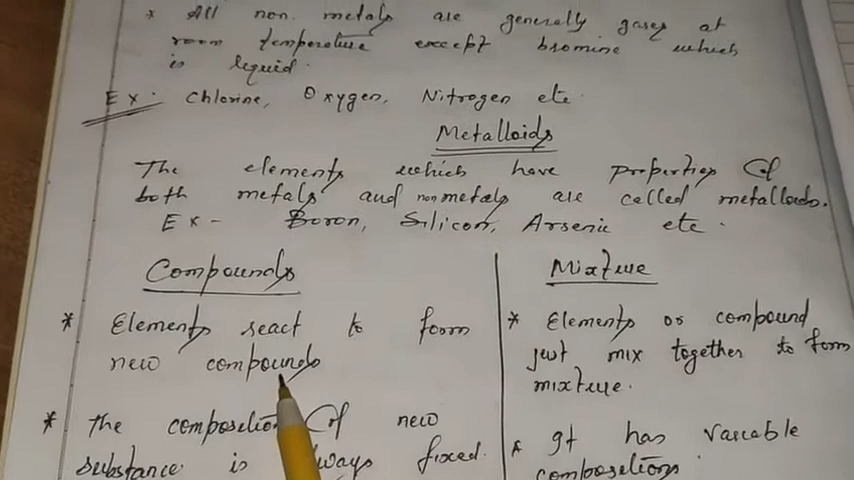 * All non. metals are generally gases at
room temperature except bromine which
is liquid.
Ex:- Chlorine, Oxygen, Nitrogen etc.
Metalloids
The elements which have properties of
both metals and nonmetals are called metalloids.
Ex - Boron, Silicon, Arsenic etc.
Compounds
* Elements react to form
new compounds
* the composition of new
substance is always fixed.
Mixture
* Elements or compound
just mix together to form
mixture.
* It has variable
compositions.